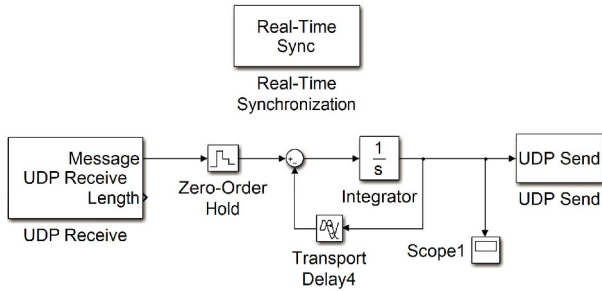 Real-Time
Sync
Real-Time
Synchronization
Message
UDP Receive
Length
UDP Receive
Zero-Order
Hold
+
-
1
s
Integrator
Transport
Delay4
Scope1
UDP Send
UDP Send